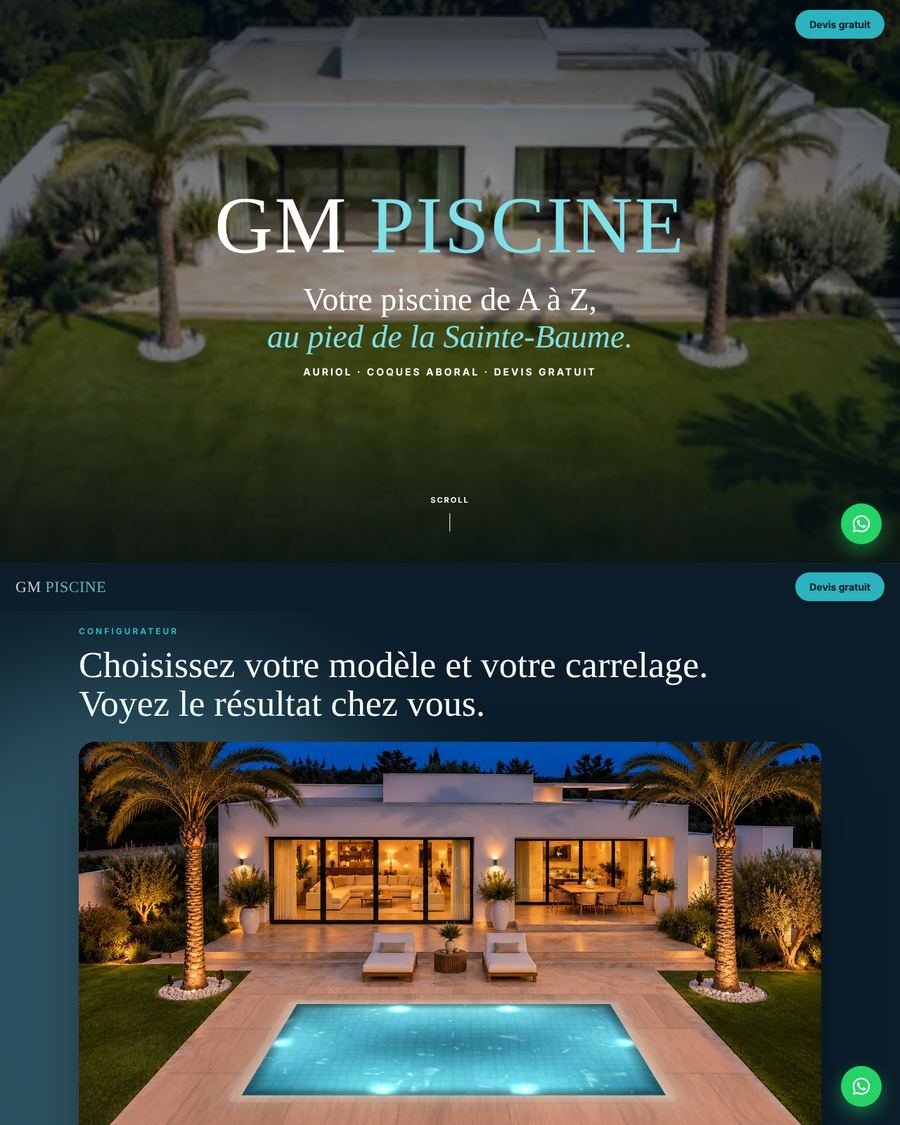 Devis gratuit
GM PISCINE
Votre piscine de A à Z,
au pied de la Sainte-Baume.
AURIOL · COQUES ABORAL · DEVIS GRATUIT
SCROLL
GM PISCINE
Devis gratuit
CONFIGURATEUR
Choisissez votre modèle et votre carrelage.
Voyez le résultat chez vous.